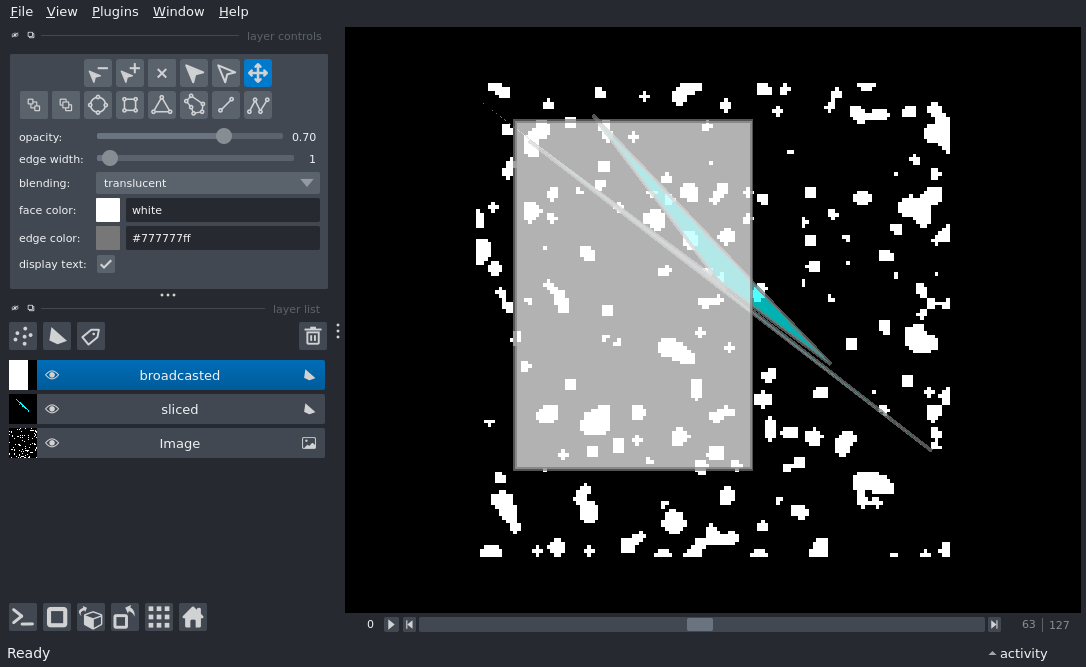 File View Plugins Window Help
layer controls
opacity: 0.70
edge width: 1
blending: translucent
face color: white
edge color: #777777ff
display text:
layer list
broadcasted
sliced
Image
0 63 127
Ready activity